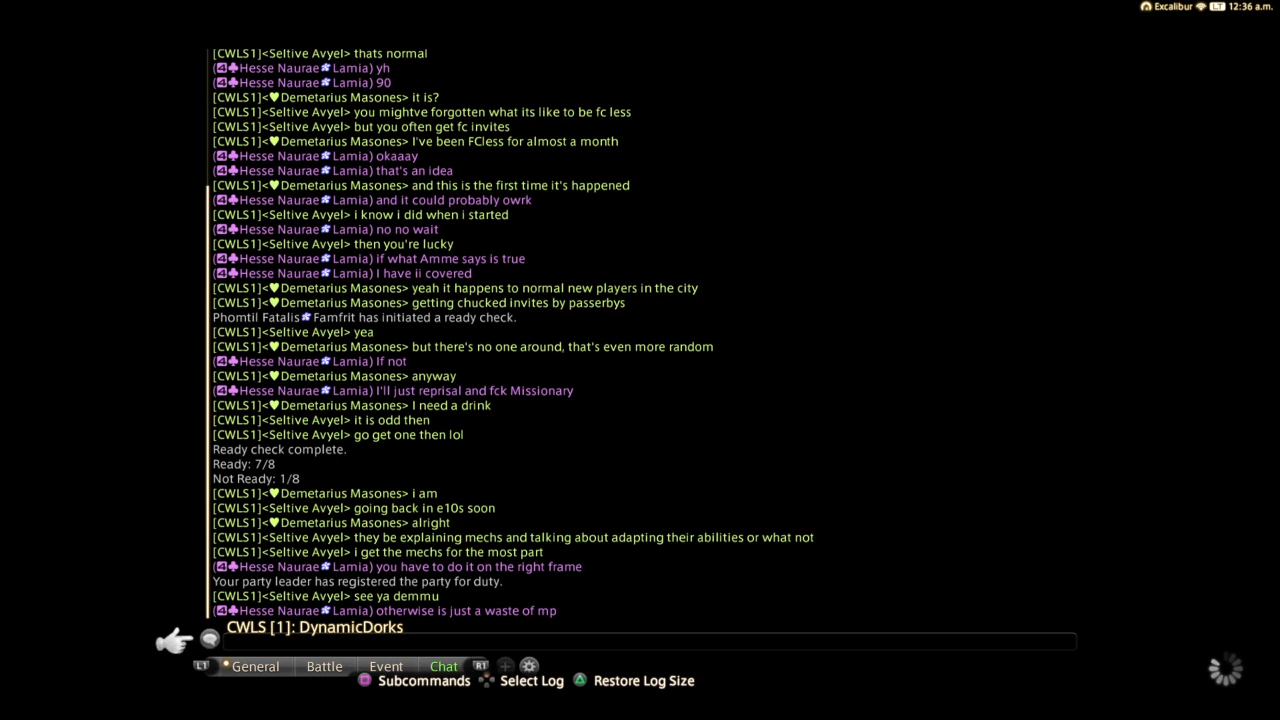 Excalibur LT 12:36 a.m.
[CWLS1]<Seltive Avyel> thats normal
(4♣Hesse Naurae Lamia) yh
(4♣Hesse Naurae Lamia) 90
[CWLS1]<♥Demetarius Masones> it is?
[CWLS1]<Seltive Avyel> you mightve forgotten what its like to be fc less
[CWLS1]<Seltive Avyel> but you often get fc invites
[CWLS1]<♥Demetarius Masones> I've been FCless for almost a month
(4♣Hesse Naurae Lamia) okaaay
(4♣Hesse Naurae Lamia) that's an idea
[CWLS1]<♥Demetarius Masones> and this is the first time it's happened
(4♣Hesse Naurae Lamia) and it could probably owrk
[CWLS1]<Seltive Avyel> i know i did when i started
(4♣Hesse Naurae Lamia) no no wait
[CWLS1]<Seltive Avyel> then you're lucky
(4♣Hesse Naurae Lamia) if what Amme says is true
(4♣Hesse Naurae Lamia) I have ii covered
[CWLS1]<♥Demetarius Masones> yeah it happens to normal new players in the city
[CWLS1]<♥Demetarius Masones> getting chucked invites by passerbys
Phomtil Fatalis Famfrit has initiated a ready check.
[CWLS1]<Seltive Avyel> yea
[CWLS1]<♥Demetarius Masones> but there's no one around, that's even more random
(4♣Hesse Naurae Lamia) If not
[CWLS1]<♥Demetarius Masones> anyway
(4♣Hesse Naurae Lamia) I'll just reprisal and fck Missionary
[CWLS1]<♥Demetarius Masones> I need a drink
[CWLS1]<Seltive Avyel> it is odd then
[CWLS1]<Seltive Avyel> go get one then lol
Ready check complete.
Ready: 7/8
Not Ready: 1/8
[CWLS1]<♥Demetarius Masones> i am
[CWLS1]<Seltive Avyel> going back in e10s soon
[CWLS1]<♥Demetarius Masones> alright
[CWLS1]<Seltive Avyel> they be explaining mechs and talking about adapting their abilities or what not
[CWLS1]<Seltive Avyel> i get the mechs for the most part
(4♣Hesse Naurae Lamia) you have to do it on the right frame
Your party leader has registered the party for duty.
[CWLS1]<Seltive Avyel> see ya demmu
(4♣Hesse Naurae Lamia) otherwise is just a waste of mp
CWLS [1]: DynamicDorks
L1 General Battle Event Chat R1
Subcommands Select Log Restore Log Size